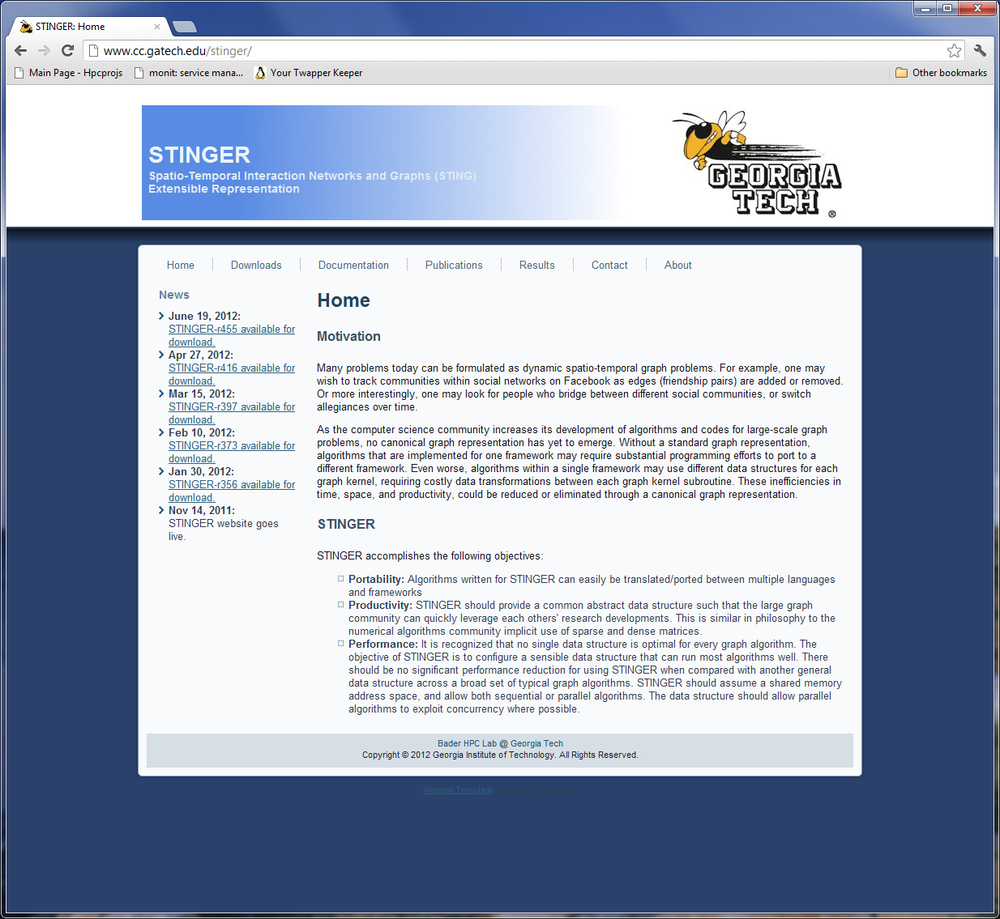 STINGER: Home
www.cc.gatech.edu/stinger/
Main Page - Hpcprojs
monit: service mana...
Your Twapper Keeper
Other bookmarks
STINGER
Spatio-Temporal Interaction Networks and Graphs (STING)
Extensible Representation
GEORGIA
TECH
®
Home
Downloads
Documentation
Publications
Results
Contact
About
News
June 19, 2012:
STINGER-r455 available for
download.
Apr 27, 2012:
STINGER-r416 available for
download.
Mar 15, 2012:
STINGER-r397 available for
download.
Feb 10, 2012:
STINGER-r373 available for
download.
Jan 30, 2012:
STINGER-r356 available for
download.
Nov 14, 2011:
STINGER website goes
live.
Home
Motivation
Many problems today can be formulated as dynamic spatio-temporal graph problems. For example, one may
wish to track communities within social networks on Facebook as edges (friendship pairs) are added or removed.
Or more interestingly, one may look for people who bridge between different social communities, or switch
allegiances over time.
As the computer science community increases its development of algorithms and codes for large-scale graph
problems, no canonical graph representation has yet to emerge. Without a standard graph representation,
algorithms that are implemented for one framework may require substantial programming efforts to port to a
different framework. Even worse, algorithms within a single framework may use different data structures for each
graph kernel, requiring costly data transformations between each graph kernel subroutine. These inefficiencies in
time, space, and productivity, could be reduced or eliminated through a canonical graph representation.
STINGER
STINGER accomplishes the following objectives:
Portability: Algorithms written for STINGER can easily be translated/ported between multiple languages
and frameworks
Productivity: STINGER should provide a common abstract data structure such that the large graph
community can quickly leverage each others' research developments. This is similar in philosophy to the
numerical algorithms community implicit use of sparse and dense matrices.
Performance: It is recognized that no single data structure is optimal for every graph algorithm. The
objective of STINGER is to configure a sensible data structure that can run most algorithms well. There
should be no significant performance reduction for using STINGER when compared with another general
data structure across a broad set of typical graph algorithms. STINGER should assume a shared memory
address space, and allow both sequential or parallel algorithms. The data structure should allow parallel
algorithms to exploit concurrency where possible.
Bader HPC Lab @ Georgia Tech
Copyright © 2012 Georgia Institute of Technology. All Rights Reserved.
Website Template